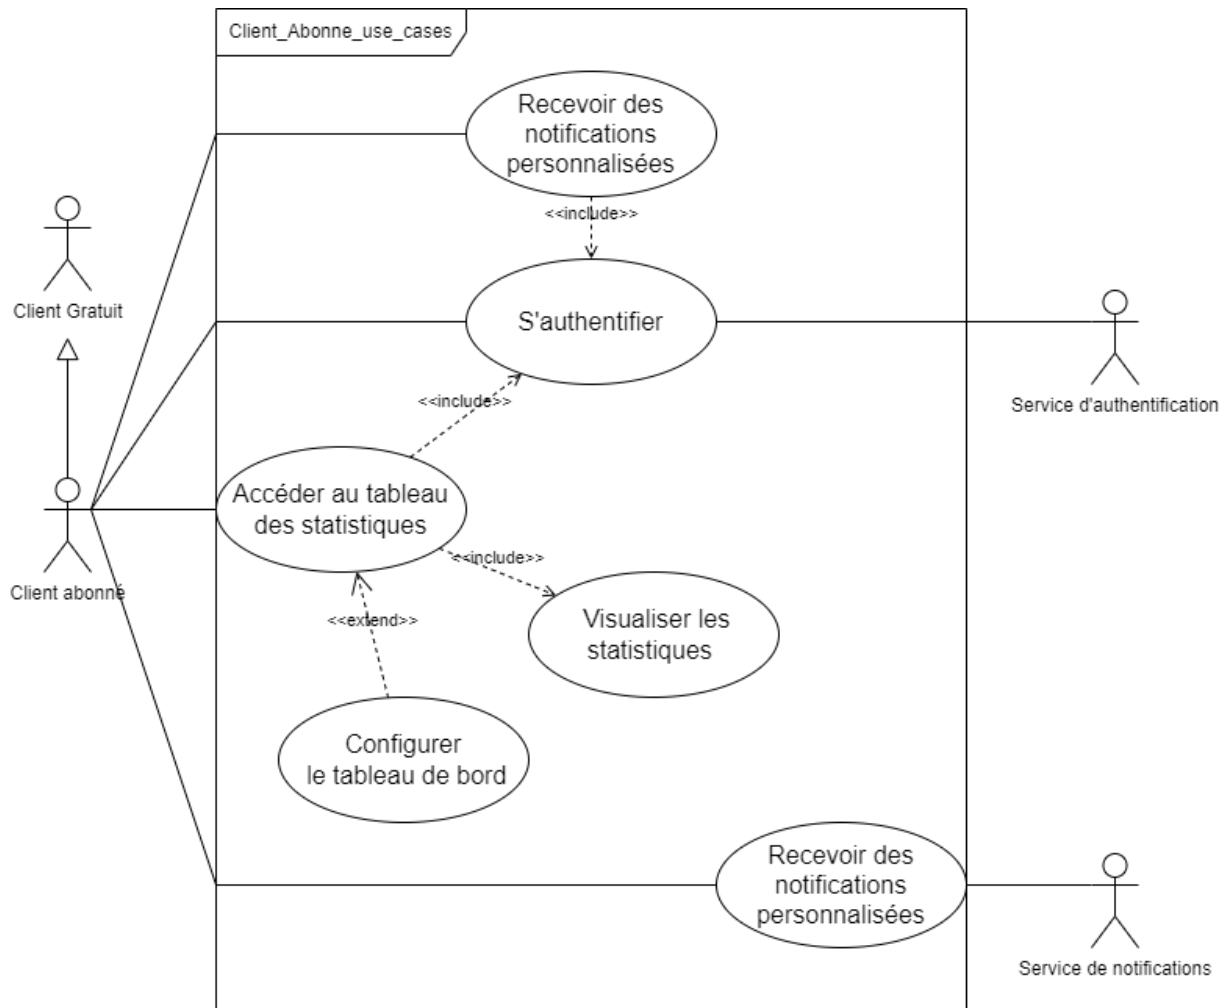 Client_Abonne_use_cases
Recevoir des
notifications
personnalisées
<<include>>
Client Gratuit
S'authentifier
Service d'authentification
<<include>>
Accéder au tableau
des statistiques
<<include>>
Client abonné
<<extend>>
Visualiser les
statistiques
Configurer
le tableau de bord
Recevoir des
notifications
personnalisées
Service de notifications